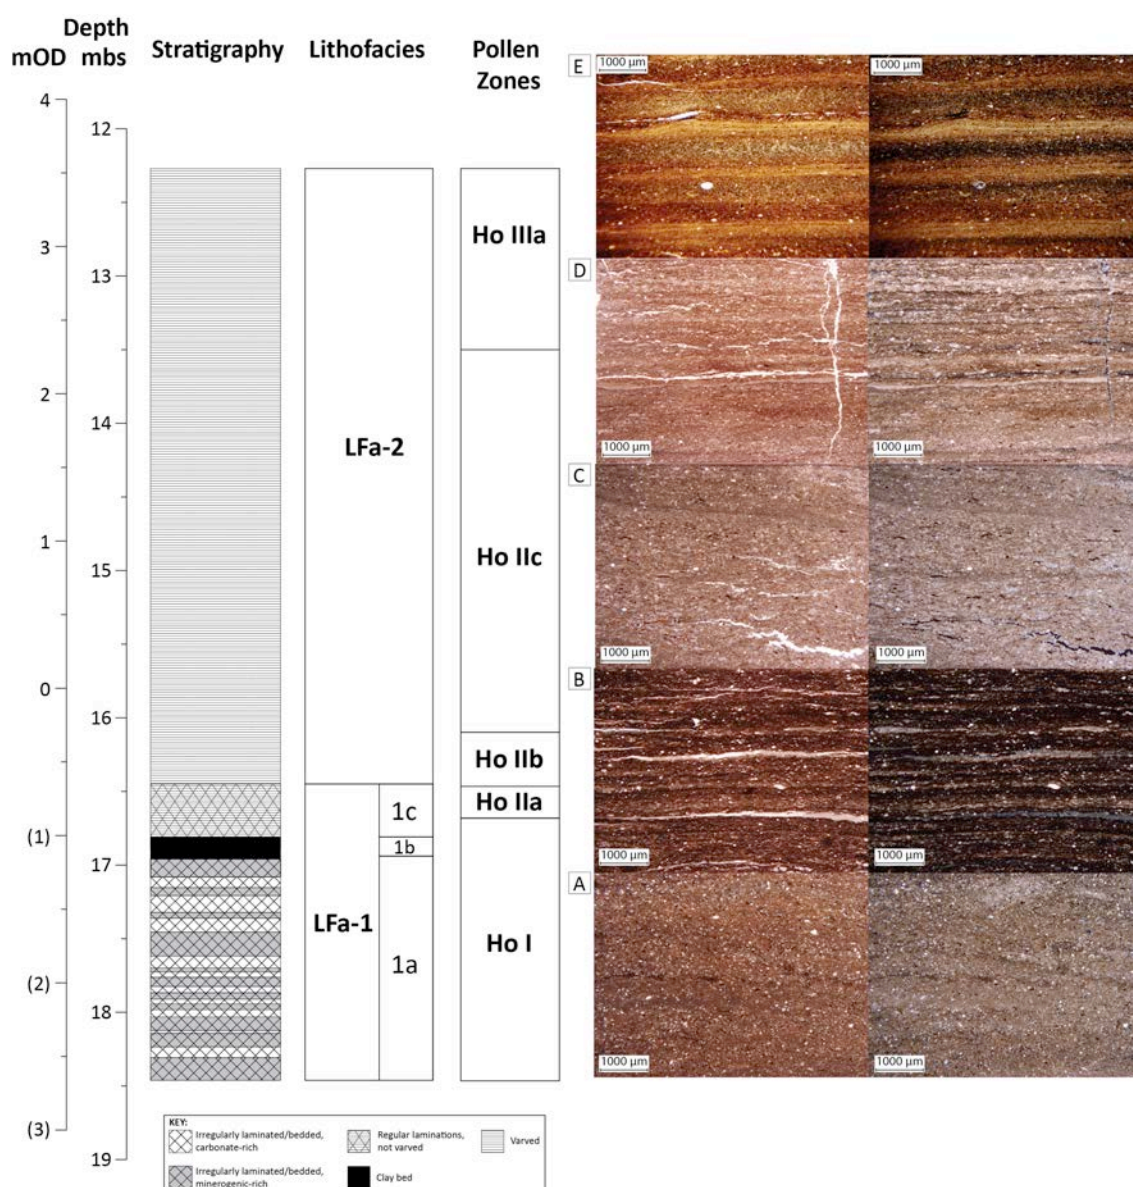 Depth
mOD mbs
Stratigraphy
Lithofacies
Pollen
Zones
4
3
2
1
0
(1)
(2)
(3)
12
13
14
15
16
17
18
19
LFa-2
LFa-1
1c
1b
1a
Ho IIIa
Ho IIc
Ho IIb
Ho IIa
Ho I
E
1000 µm
1000 µm
D
1000 µm
1000 µm
C
1000 µm
1000 µm
B
1000 µm
1000 µm
A
1000 µm
1000 µm
KEY:
Irregularly laminated/bedded,
carbonate-rich
Regular laminations,
not varved
Varved
Irregularly laminated/bedded,
minerogenic-rich
Clay bed